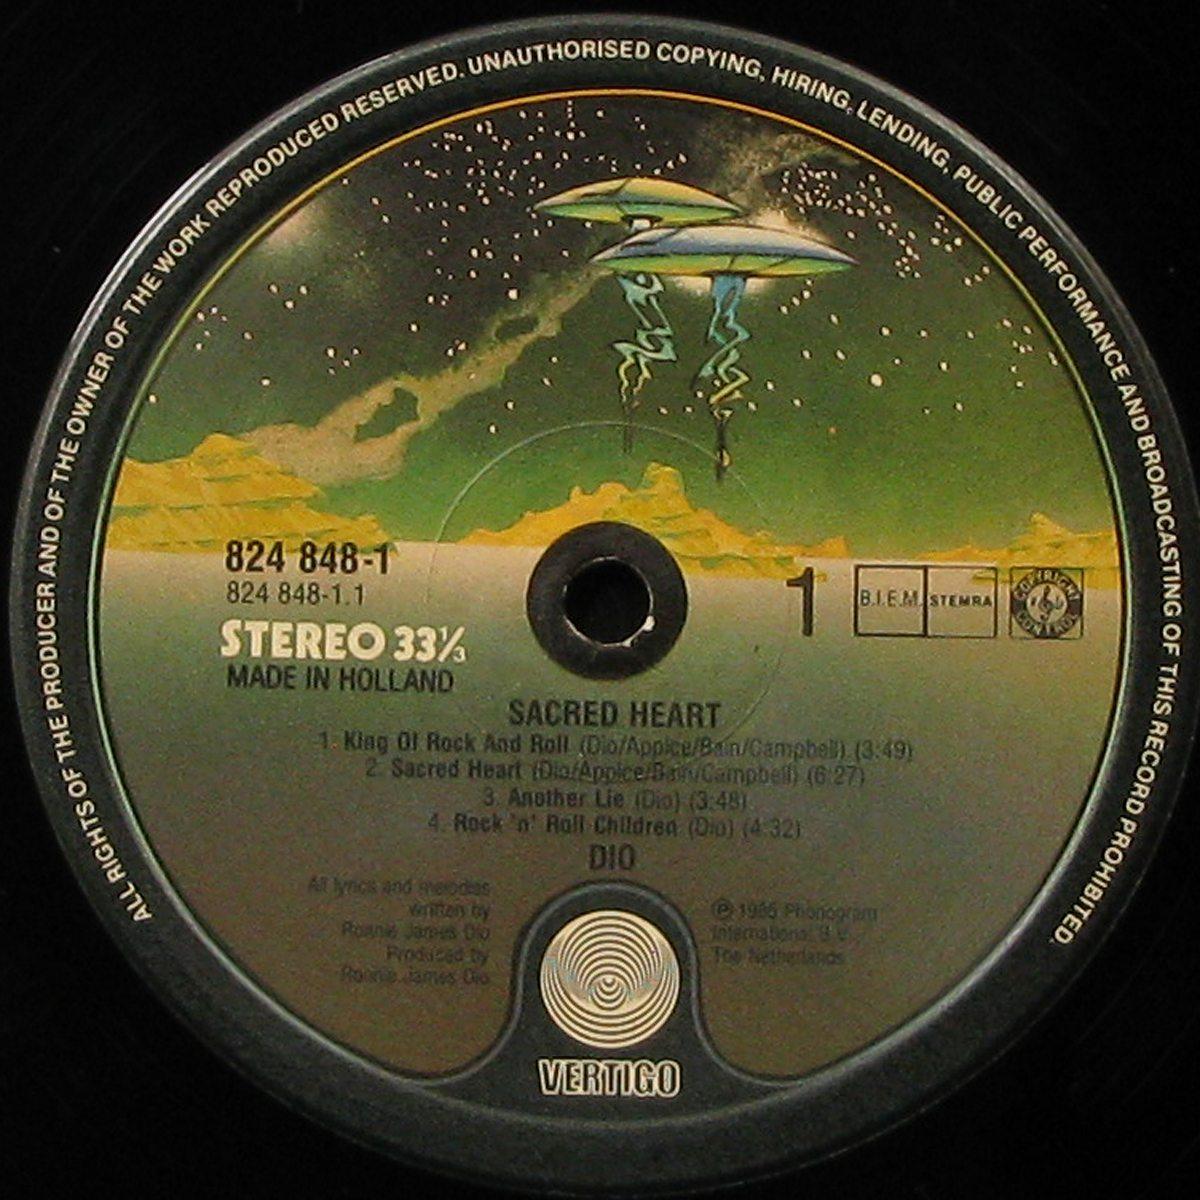 ALL RIGHTS OF THE PRODUCER AND OF THE OWNER OF THE WORK REPRODUCED RESERVED. UNAUTHORISED COPYING, HIRING, LENDING, PUBLIC PERFORMANCE AND BROADCASTING OF THIS RECORD PROHIBITED.
824 848-1
824 848-1.1
STEREO 33⅓
MADE IN HOLLAND
1
B.I.E.M. STEMRA
COPYRIGHT CONTROL
SACRED HEART
1. King Of Rock And Roll (Dio/Appice/Bain/Campbell) (3:49)
2. Sacred Heart (Dio/Appice/Bain/Campbell) (6:27)
3. Another Lie (Dio) (3:48)
4. Rock 'n' Roll Children (Dio) (4:32)
DIO
All lyrics and melodies
written by
Ronnie James Dio
Produced by
Ronnie James Dio
℗ 1985 Phonogram
International B.V.
The Netherlands
VERTIGO